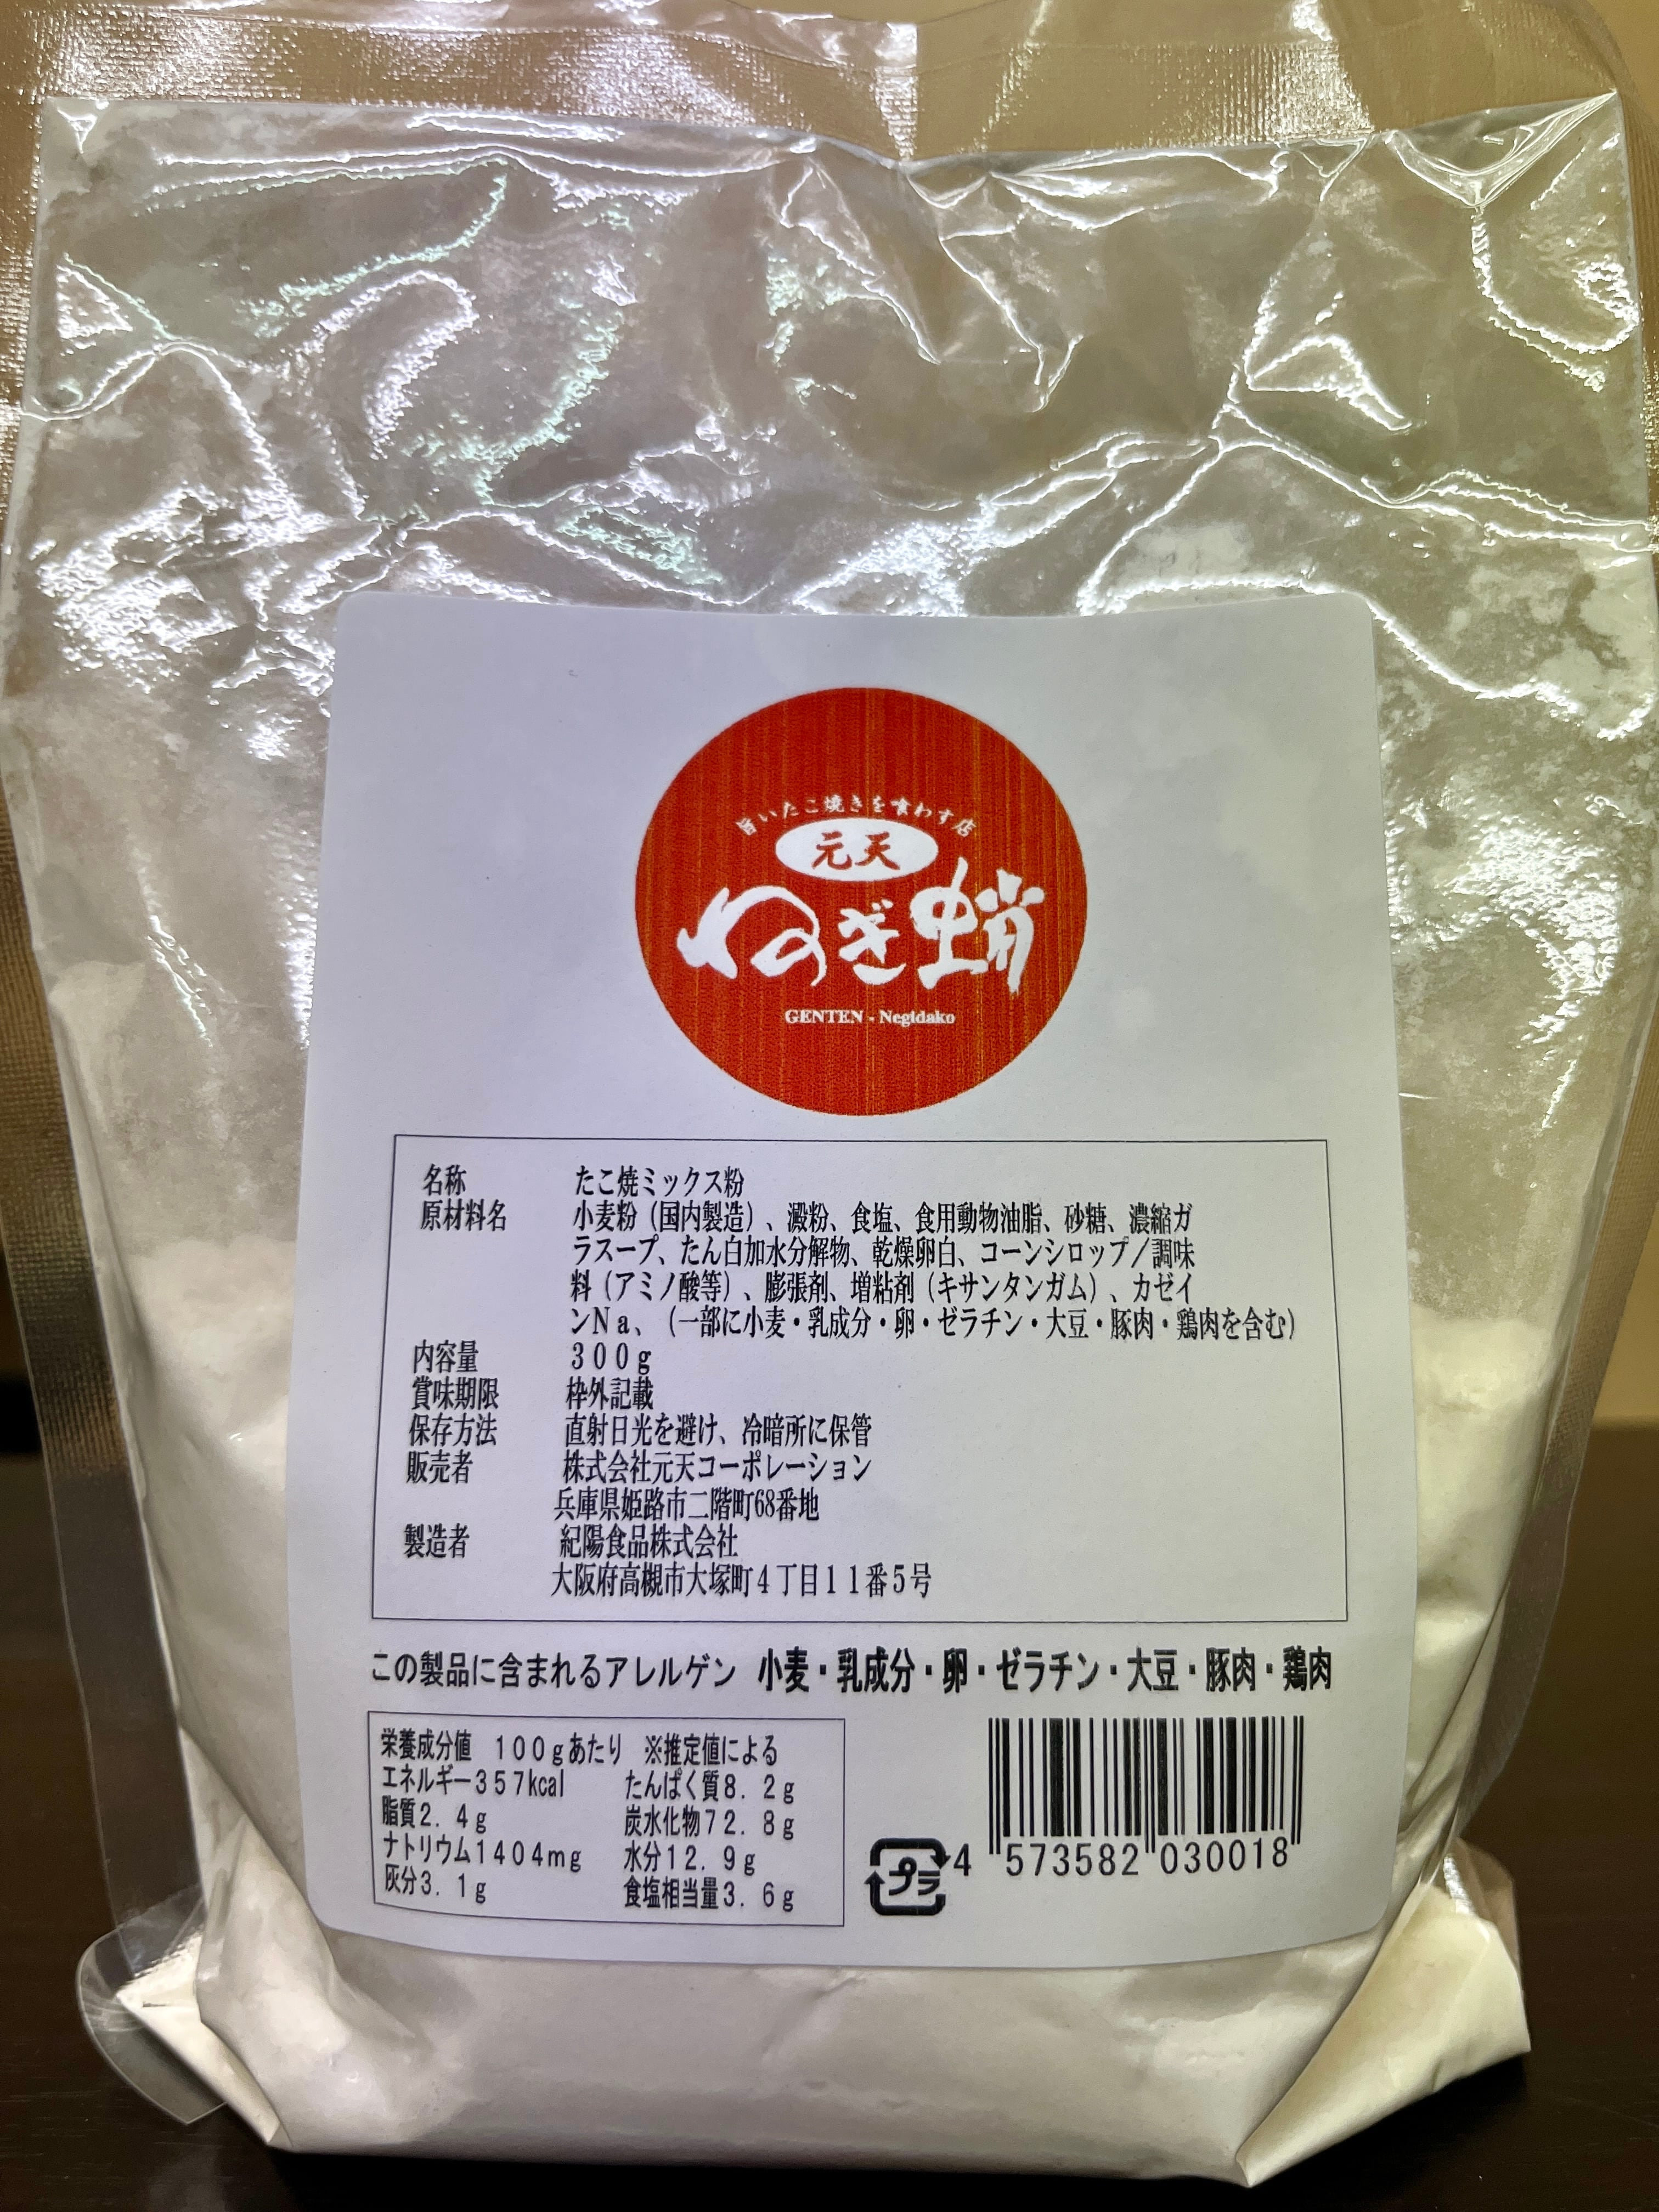 旨いたこ焼きを喰わす店
元天
ねぎ蛸
GENTEN - Negidako
名称 たこ焼ミックス粉
原材料名 小麦粉（国内製造）、澱粉、食塩、食用動物油脂、砂糖、濃縮ガ
ラスープ、たん白加水分解物、乾燥卵白、コーンシロップ／調味
料（アミノ酸等）、膨張剤、増粘剤（キサンタンガム）、カゼイ
ンNa、（一部に小麦・乳成分・卵・ゼラチン・大豆・豚肉・鶏肉を含む）
内容量 300g
賞味期限 枠外記載
保存方法 直射日光を避け、冷暗所に保管
販売者 株式会社元天コーポレーション
兵庫県姫路市二階町68番地
製造者 紀陽食品株式会社
大阪府高槻市大塚町4丁目11番5号
この製品に含まれるアレルゲン 小麦・乳成分・卵・ゼラチン・大豆・豚肉・鶏肉
栄養成分値 100gあたり ※推定値による
エネルギー357kcal たんぱく質8.2g
脂質2.4g 炭水化物72.8g
ナトリウム1404mg 水分12.9g
灰分3.1g 食塩相当量3.6g
プラ
4 573582 030018